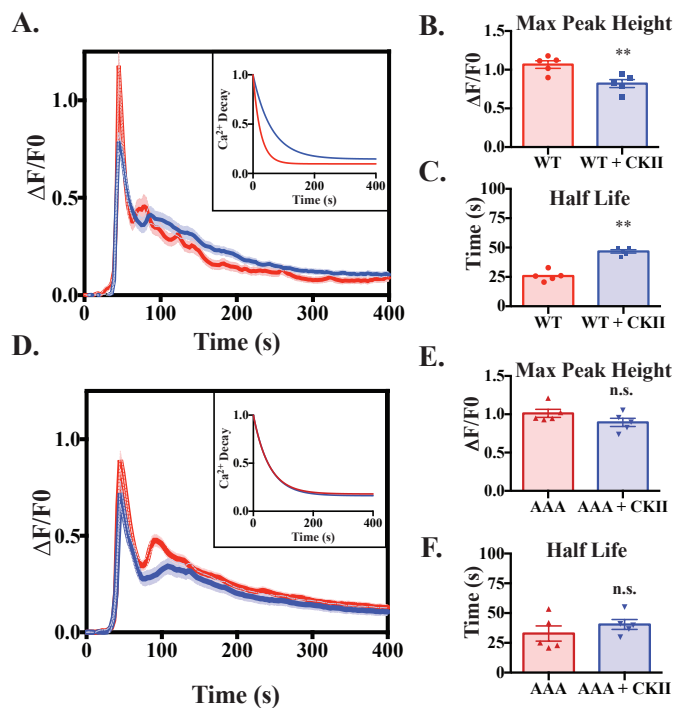 A.
ΔF/F0
1.0
0.5
0.0
0 100 200 300 400
Time (s)
Ca2+ Decay
1.0
0.5
0.0
0 200 400
Time (s)
B.
Max Peak Height
ΔF/F0
1.5
1.0
0.5
0.0
**
WT WT + CKII
C.
Half Life
Time (s)
100
75
50
25
0
**
WT WT + CKII
D.
ΔF/F0
1.0
0.5
0.0
0 100 200 300 400
Time (s)
Ca2+ Decay
1.0
0.5
0.0
0 200 400
Time (s)
E.
Max Peak Height
ΔF/F0
1.5
1.0
0.5
0.0
n.s.
AAA AAA + CKII
F.
Half Life
Time (s)
100
75
50
25
0
n.s.
AAA AAA + CKII